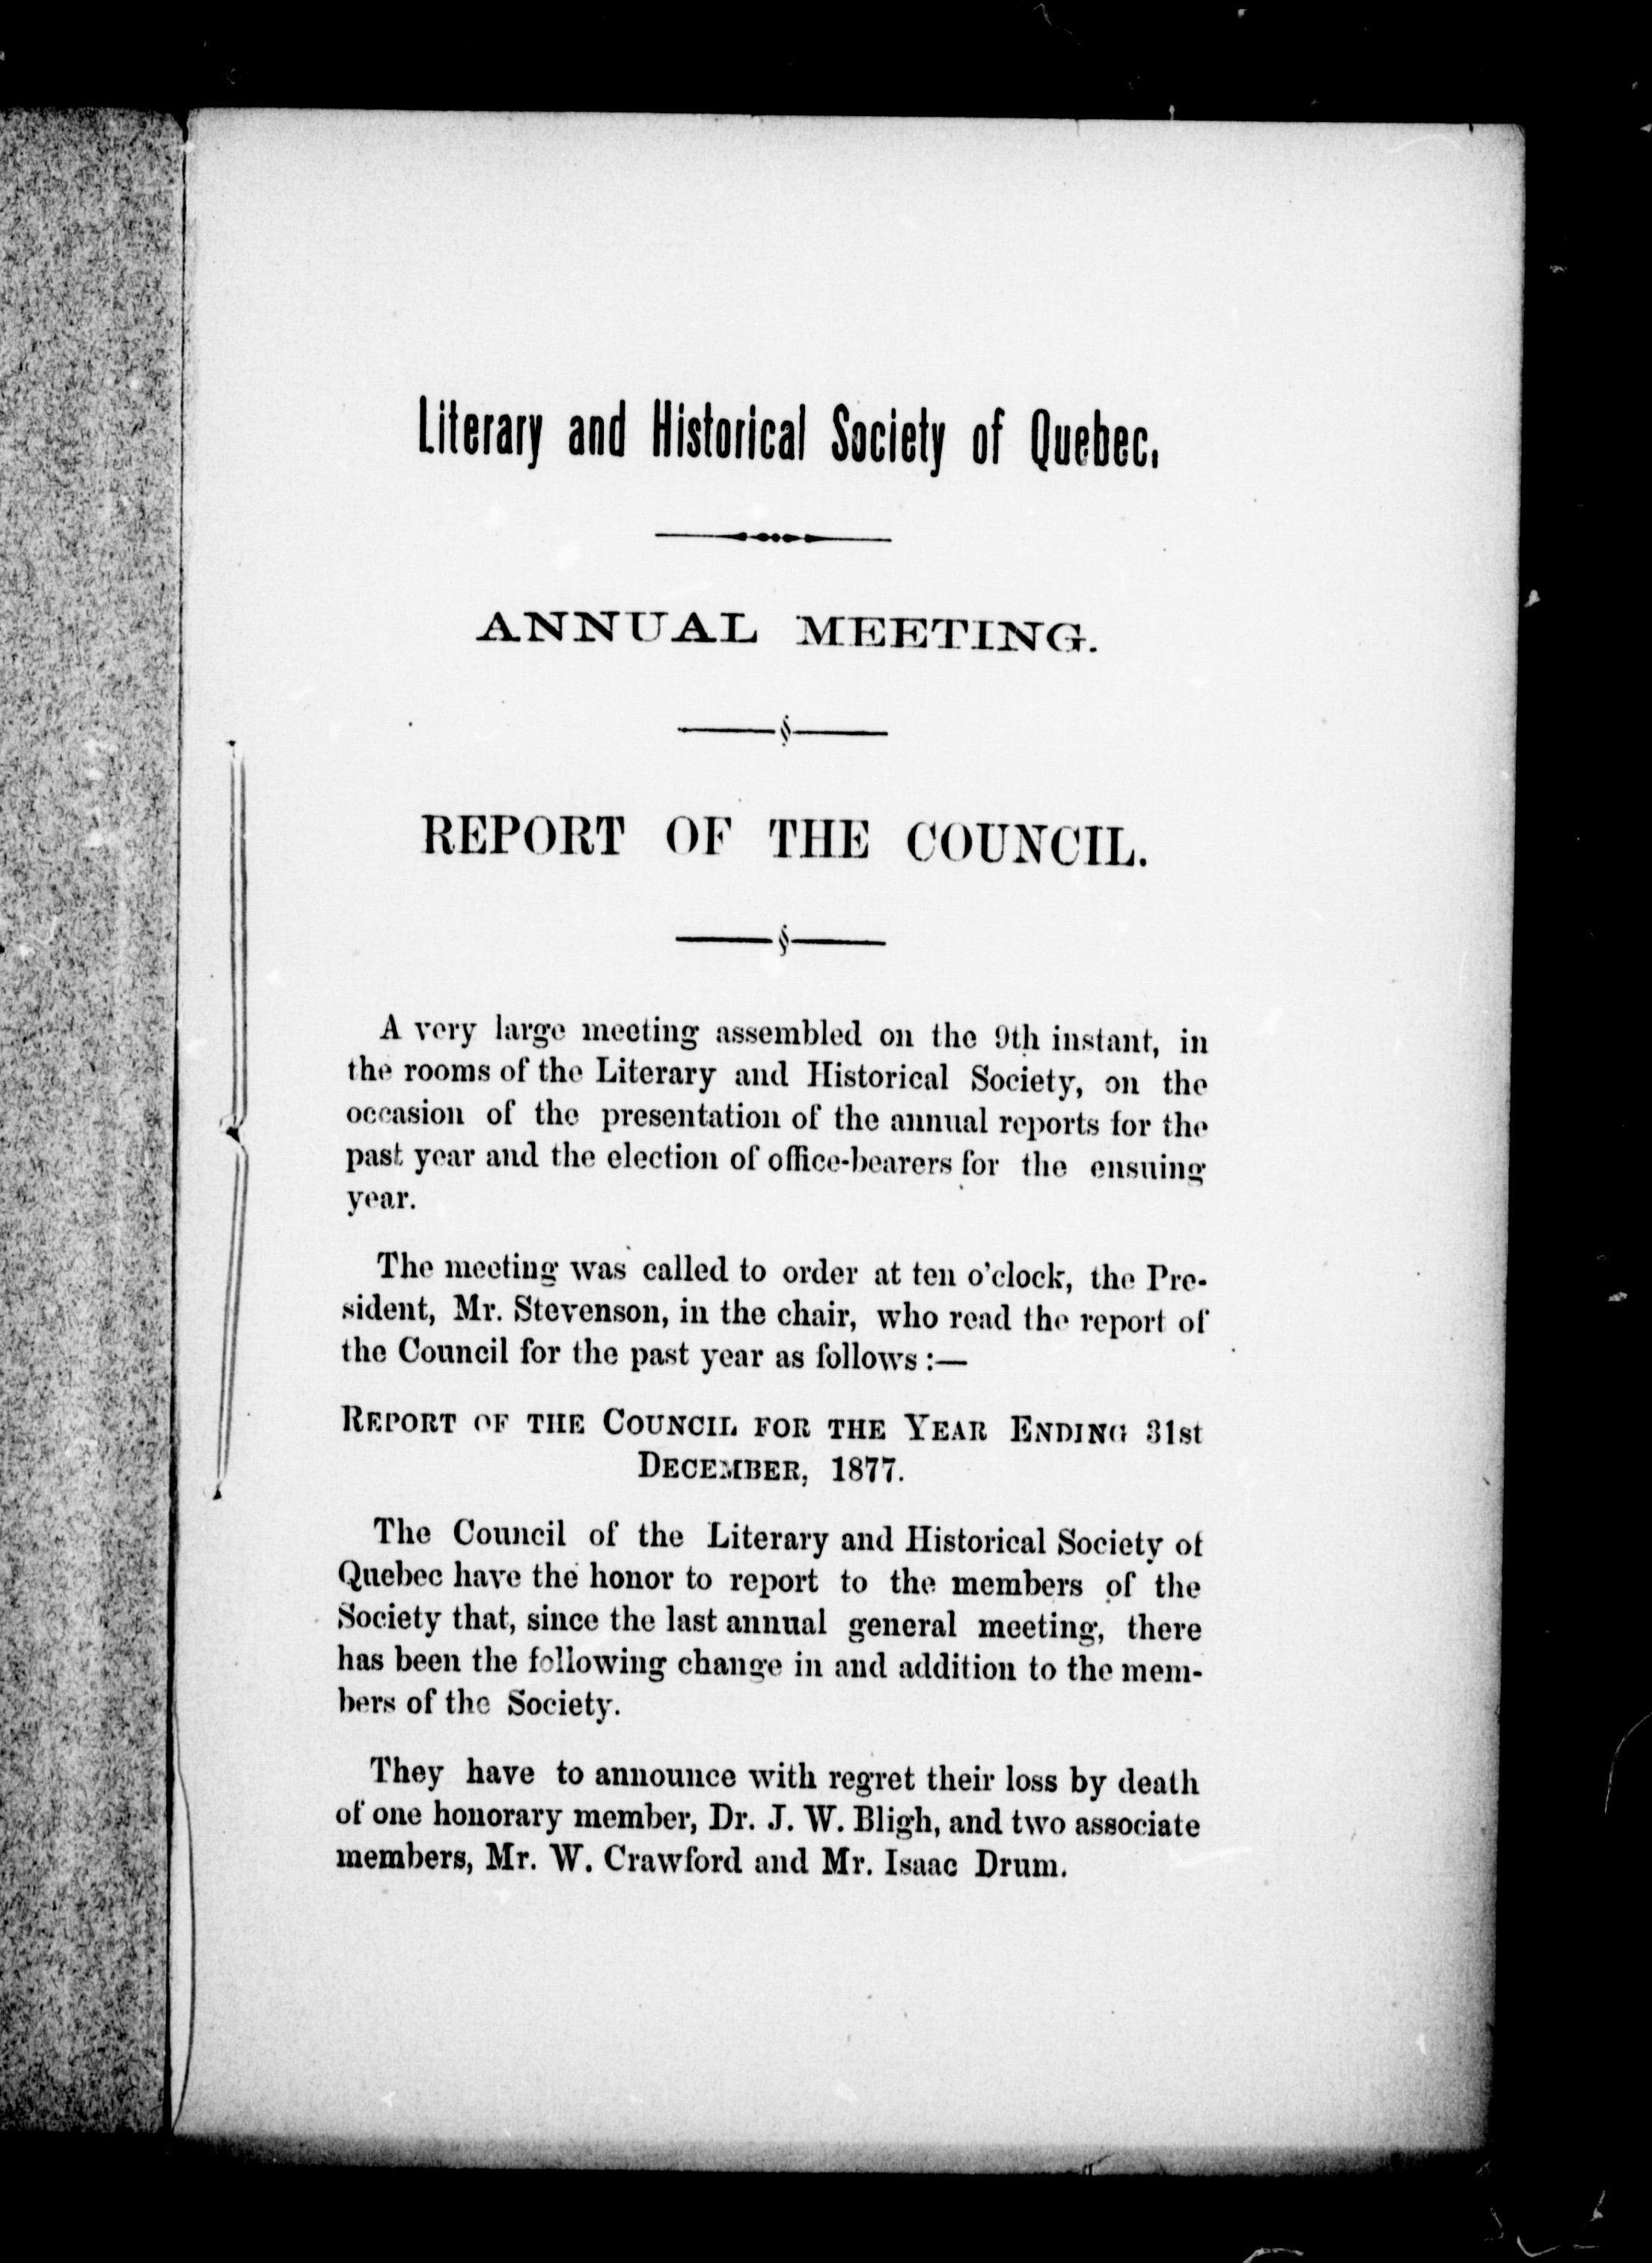 Literary and Historical Society of Quebec.
ANNUAL MEETING.
§
REPORT OF THE COUNCIL.
§
A very large meeting assembled on the 9th instant, in
the rooms of the Literary and Historical Society, on the
occasion of the presentation of the annual reports for the
past year and the election of office-bearers for the ensuing
year.
The meeting was called to order at ten o'clock, the Pre-
sident, Mr. Stevenson, in the chair, who read the report of
the Council for the past year as follows :—
REPORT OF THE COUNCIL FOR THE YEAR ENDING 31st
DECEMBER, 1877.
The Council of the Literary and Historical Society of
Quebec have the honor to report to the members of the
Society that, since the last annual general meeting, there
has been the following change in and addition to the mem-
bers of the Society.
They have to announce with regret their loss by death
of one honorary member, Dr. J. W. Bligh, and two associate
members, Mr. W. Crawford and Mr. Isaac Drum.